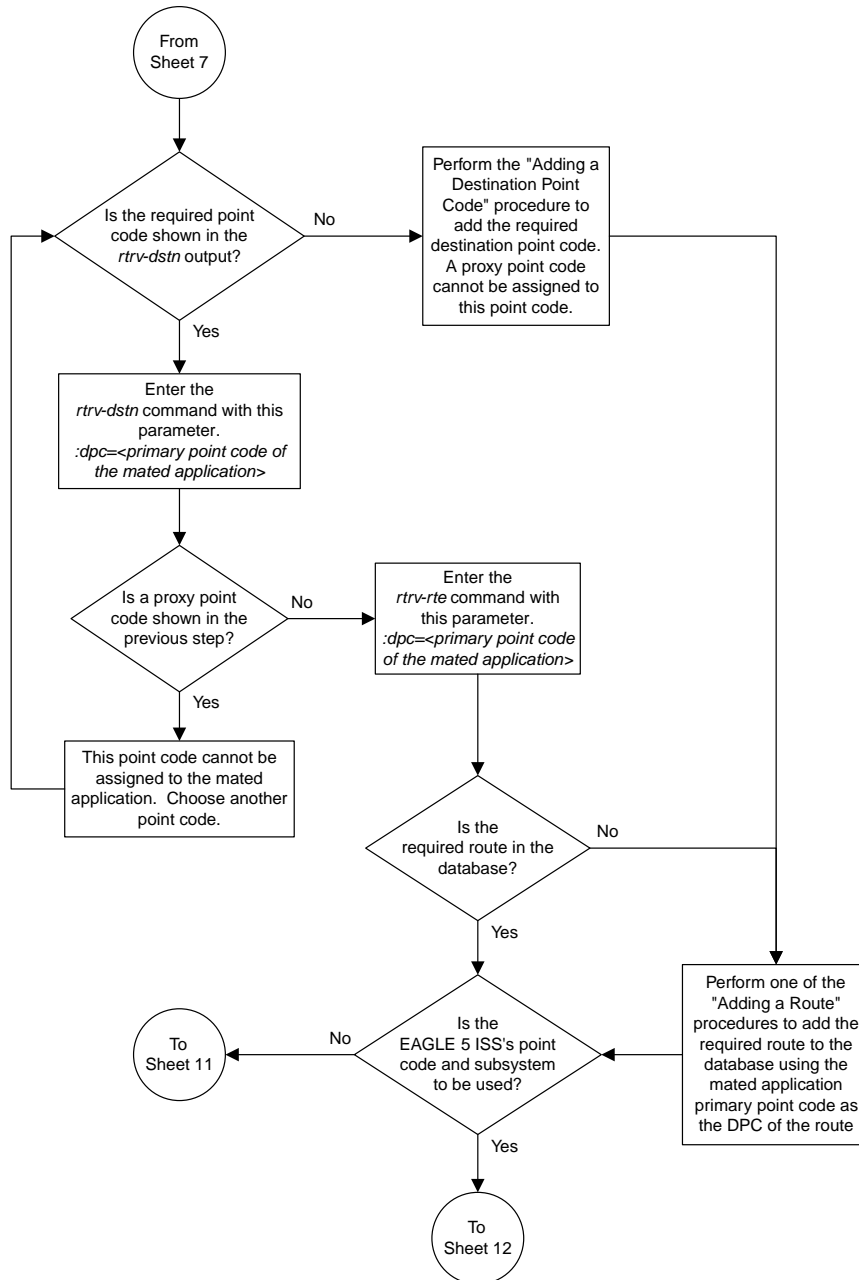 From
Sheet 7
Is the required point
code shown in the
rtrv-dstn output?
No
Perform the "Adding a
Destination Point
Code" procedure to
add the required
destination point code.
A proxy point code
cannot be assigned to
this point code.
Yes
Enter the
rtrv-dstn command with this
parameter.
:dpc=<primary point code of
the mated application>
Is a proxy point
code shown in the
previous step?
No
Enter the
rtrv-rte command with
this parameter.
:dpc=<primary point code
of the mated application>
Yes
This point code cannot be
assigned to the mated
application.  Choose another
point code.
Is the
required route in the
database?
No
Yes
Perform one of the
"Adding a Route"
procedures to add the
required route to the
database using the
mated application
primary point code as
the DPC of the route
Is the
EAGLE 5 ISS's point
code and subsystem
to be used?
No
To
Sheet 11
Yes
To
Sheet 12